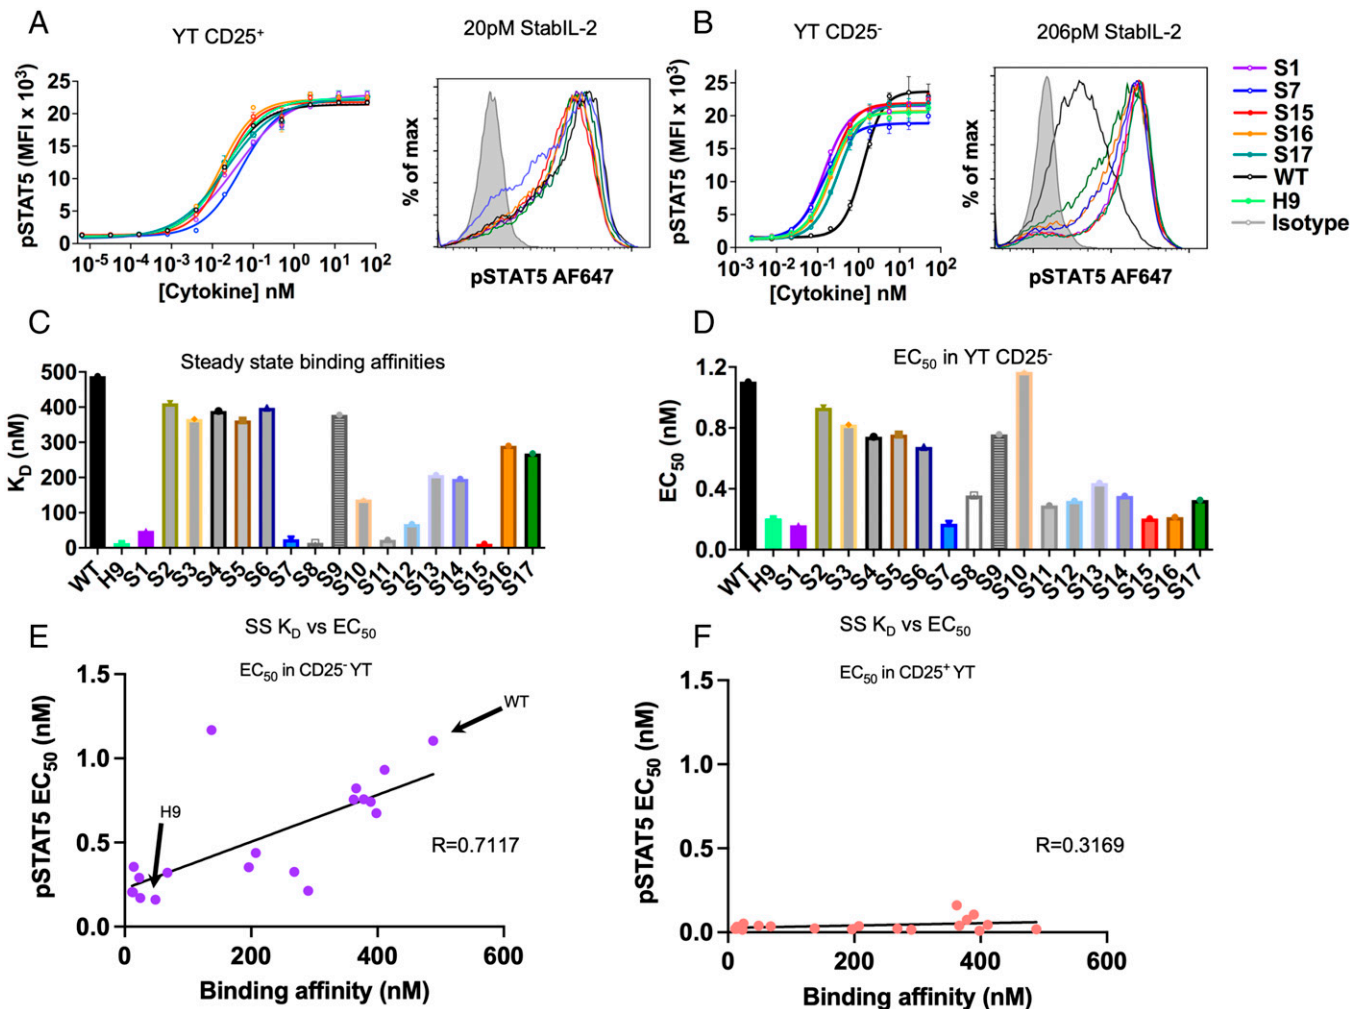 A
YT CD25⁺
20pM StabIL-2
pSTAT5 (MFI x 10³)
25
20
15
10
5
0
10⁻⁵ 10⁻⁴ 10⁻³ 10⁻² 10⁻¹ 10⁰ 10¹ 10²
[Cytokine] nM
% of max
pSTAT5 AF647
B
YT CD25⁻
206pM StabIL-2
pSTAT5 (MFI x 10³)
25
20
15
10
5
0
10⁻³ 10⁻² 10⁻¹ 10⁰ 10¹ 10²
[Cytokine] nM
% of max
pSTAT5 AF647
S1
S7
S15
S16
S17
WT
H9
Isotype
C
Steady state binding affinities
K_D (nM)
500
400
300
200
100
0
WT H9 S1 S2 S3 S4 S5 S6 S7 S8 S9 S10 S11 S12 S13 S14 S15 S16 S17
D
EC₅₀ in YT CD25⁻
EC₅₀ (nM)
1.2
0.8
0.4
0.0
WT H9 S1 S2 S3 S4 S5 S6 S7 S8 S9 S10 S11 S12 S13 S14 S15 S16 S17
E
SS K_D vs EC₅₀
EC₅₀ in CD25⁻ YT
pSTAT5 EC₅₀ (nM)
1.5
1.0
0.5
0.0
WT
H9
R=0.7117
0 200 400 600
Binding affinity (nM)
F
SS K_D vs EC₅₀
EC₅₀ in CD25⁺ YT
pSTAT5 EC₅₀ (nM)
1.5
1.0
0.5
0.0
R=0.3169
0 200 400 600
Binding affinity (nM)